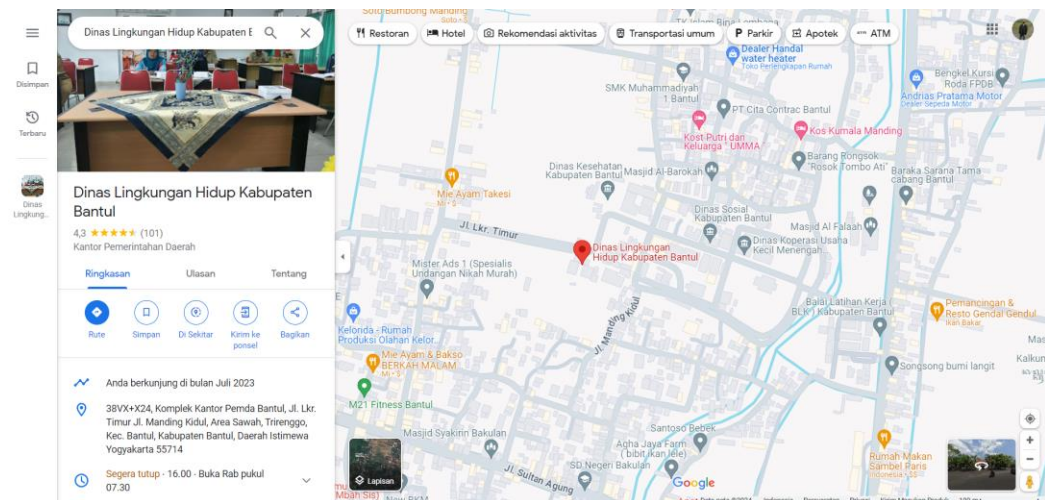 Disimpan
Terbaru
Dinas
Lingkung...
Dinas Lingkungan Hidup Kabupaten E
Dinas Lingkungan Hidup Kabupaten
Bantul
4,3 (101)
Kantor Pemerintahan Daerah
Ringkasan
Ulasan
Tentang
Rute
Simpan
Di Sekitar
Kirim ke
ponsel
Bagikan
Anda berkunjung di bulan Juli 2023
38VX+X24, Komplek Kantor Pemda Bantul, Jl. Lkr.
Timur Jl. Manding Kidul, Area Sawah, Trirenggo,
Kec. Bantul, Kabupaten Bantul, Daerah Istimewa
Yogyakarta 55714
Segera tutup · 16.00 · Buka Rab pukul
07.30
Restoran
Hotel
Rekomendasi aktivitas
Transportasi umum
P Parkir
Apotek
ATM
Soto Bumbong Manding
Dealer Handal
water heater
Toko Perlengkapan Rumah
Bengkel Kursi
Roda FPDB
Andrias Pratama Motor
Dealer Sepeda Motor
SMK Muhammadiyah
1 Bantul
PT Cita Contrac Bantul
Kost Putri dan
Keluarga " UMMA
Kos Kumala Manding
Barang Rongsok
"Rosok Tombo Ati"
Baraka Sarana Tama
cabang Bantul
Dinas Kesehatan
Kabupaten Bantul
Masjid Al-Barokah
Mie Ayam Takesi
Mi • $
Dinas Sosial
Kabupaten Bantul
Masjid Al Falaah
Jl. Lkr. Timur
Dinas Koperasi Usaha
Kecil Menengah...
Dinas Lingkungan
Hidup Kabupaten Bantul
Mister Ads 1 (Spesialis
Undangan Nikah Murah)
Jl. Manding Kidul
Balai Latihan Kerja (
BLK ) Kabupaten Bantul
Pemancingan &
Resto Gendal Gendul
Ikan Bakar
Kelorida - Rumah
Produksi Olahan Kelor..
Mie Ayam & Bakso
BERKAH MALAM
Mi • $
M21 Fitness Bantul
Songsong bumi langit
Masjid Syakirin Bakulan
Santoso Bebek
Agha Jaya Farm
( bibit ikan lele)
SD Negeri Bakulan
Jl. Sultan Agung
Rumah Makan
Sambel Paris
Indonesia • $$
Lapisan
Google